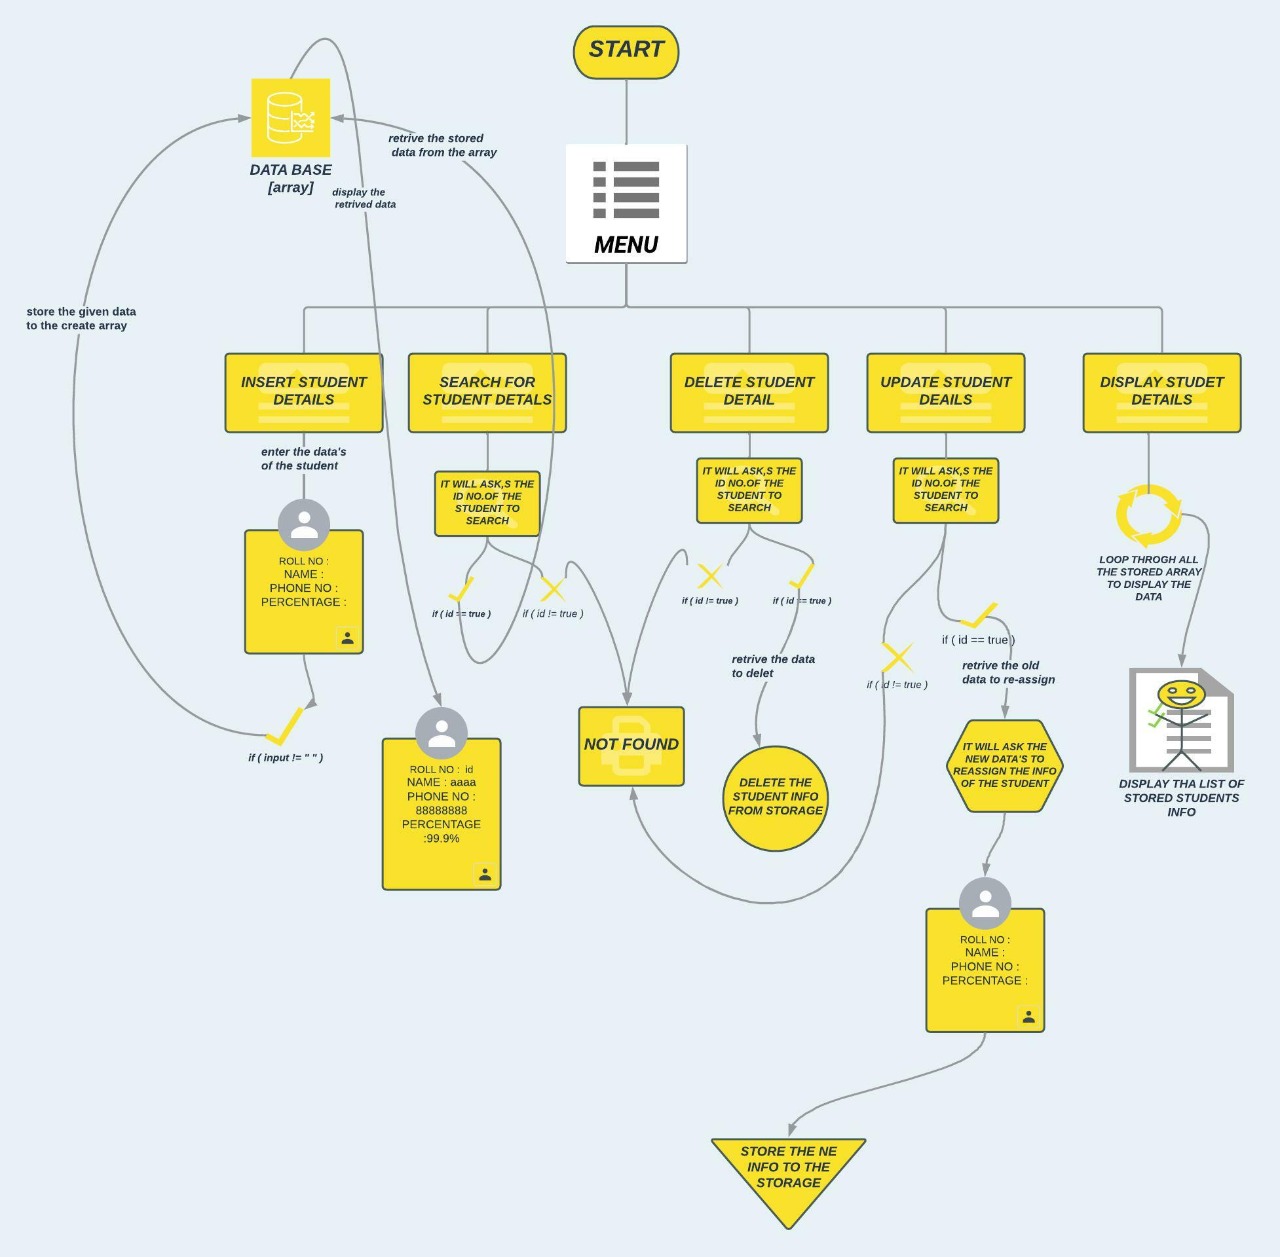 START
MENU
DATA BASE
[array]
retrive the stored
data from the array
display the
retrived data
store the given data
to the create array
INSERT STUDENT
DETAILS
SEARCH FOR
STUDENT DETALS
DELETE STUDENT
DETAIL
UPDATE STUDENT
DEAILS
DISPLAY STUDET
DETAILS
enter the data's
of the student
ROLL NO :
NAME :
PHONE NO :
PERCENTAGE :
if ( input != " " )
IT WILL ASK,S THE
ID NO.OF THE
STUDENT TO
SEARCH
if ( id == true )
if ( id != true )
ROLL NO : id
NAME : aaaa
PHONE NO :
88888888
PERCENTAGE
:99.9%
NOT FOUND
IT WILL ASK,S THE
ID NO.OF THE
STUDENT TO
SEARCH
if ( id != true )
if ( id == true )
retrive the data
to delet
DELETE THE
STUDENT INFO
FROM STORAGE
IT WILL ASK,S THE
ID NO.OF THE
STUDENT TO
SEARCH
if ( id == true )
if ( id != true )
retrive the old
data to re-assign
IT WILL ASK THE
NEW DATA'S TO
REASSIGN THE INFO
OF THE STUDENT
ROLL NO :
NAME :
PHONE NO :
PERCENTAGE :
STORE THE NE
INFO TO THE
STORAGE
LOOP THROGH ALL
THE STORED ARRAY
TO DISPLAY THE
DATA
DISPLAY THA LIST OF
STORED STUDENTS
INFO